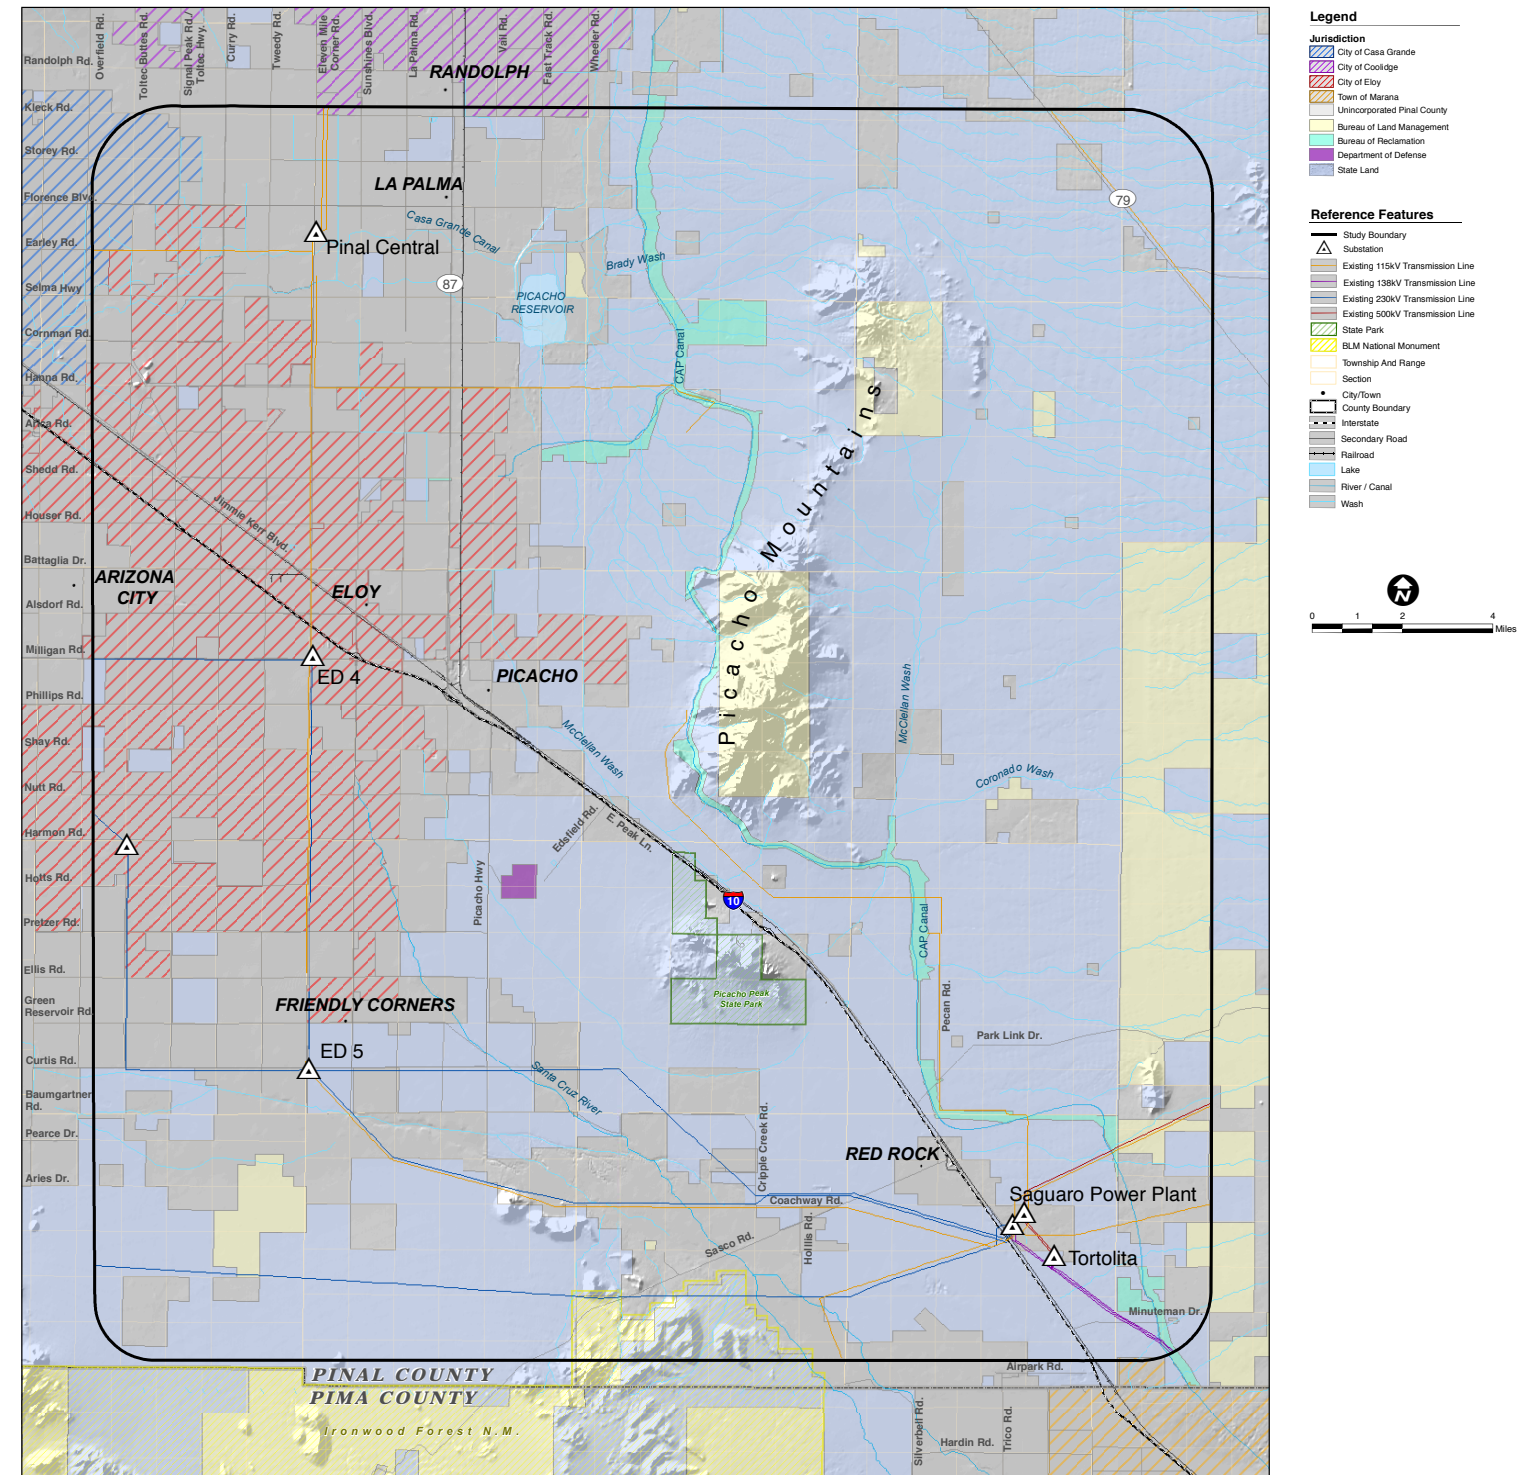 Overfield Rd.
Toltec Buttes Rd.
Signal Peak Rd./
Toltec Hwy.
Curry Rd.
Tweedy Rd.
Eleven Mile
Corner Rd.
Sunshines Blvd.
La Palma Rd.
Vail Rd.
Fast Track Rd.
Wheeler Rd.
Randolph Rd.
RANDOLPH
Kleck Rd.
Storey Rd.
LA PALMA
Florence Blvd.
79
Casa Grande Canal
Earley Rd.
Pinal Central
Brady Wash
Selma Hwy
87
PICACHO
RESERVOIR
Cornman Rd.
CAP Canal
Hanna Rd.
Arica Rd.
Shedd Rd.
Houser Rd.
Jimmie Kerr Blvd.
Picacho Mountains
Battaglia Dr.
ARIZONA
CITY
ELOY
Alsdorf Rd.
Milligan Rd.
ED 4
PICACHO
Phillips Rd.
McClellan Wash
Shay Rd.
McClellan Wash
Coronado Wash
Nutt Rd.
Harmon Rd.
Edsfield Rd.
E. Peak Ln.
Hotts Rd.
Picacho Hwy
10
Pretzer Rd.
CAP Canal
Ellis Rd.
Green
Reservoir Rd.
FRIENDLY CORNERS
Picacho Peak
State Park
Pecan Rd.
Park Link Dr.
Curtis Rd.
ED 5
Santa Cruz River
Baumgartner
Rd.
Pearce Dr.
Cripple Creek Rd.
RED ROCK
Aries Dr.
Coachway Rd.
Saguaro Power Plant
Sasco Rd.
Hollis Rd.
Tortolita
Minuteman Dr.
Airpark Rd.
PINAL COUNTY
PIMA COUNTY
Ironwood Forest N.M.
Silverbell Rd.
Hardin Rd.
Trico Rd.
Legend
Jurisdiction
City of Casa Grande
City of Coolidge
City of Eloy
Town of Marana
Unincorporated Pinal County
Bureau of Land Management
Bureau of Reclamation
Department of Defense
State Land
Reference Features
Study Boundary
Substation
Existing 115kV Transmission Line
Existing 138kV Transmission Line
Existing 230kV Transmission Line
Existing 500kV Transmission Line
State Park
BLM National Monument
Township And Range
Section
City/Town
County Boundary
Interstate
Secondary Road
Railroad
Lake
River / Canal
Wash
N
0 1 2 4
Miles